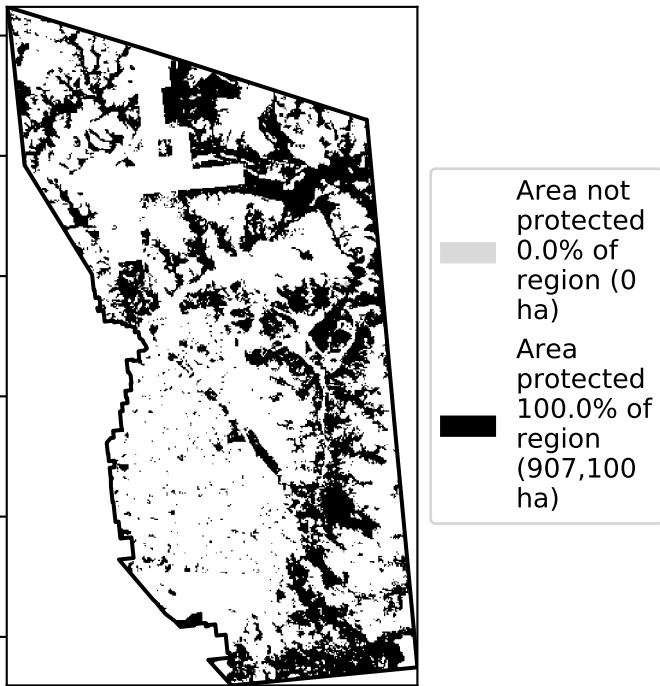 Area not
protected
0.0% of
region (0
ha)
Area
protected
100.0% of
region
(907,100
ha)